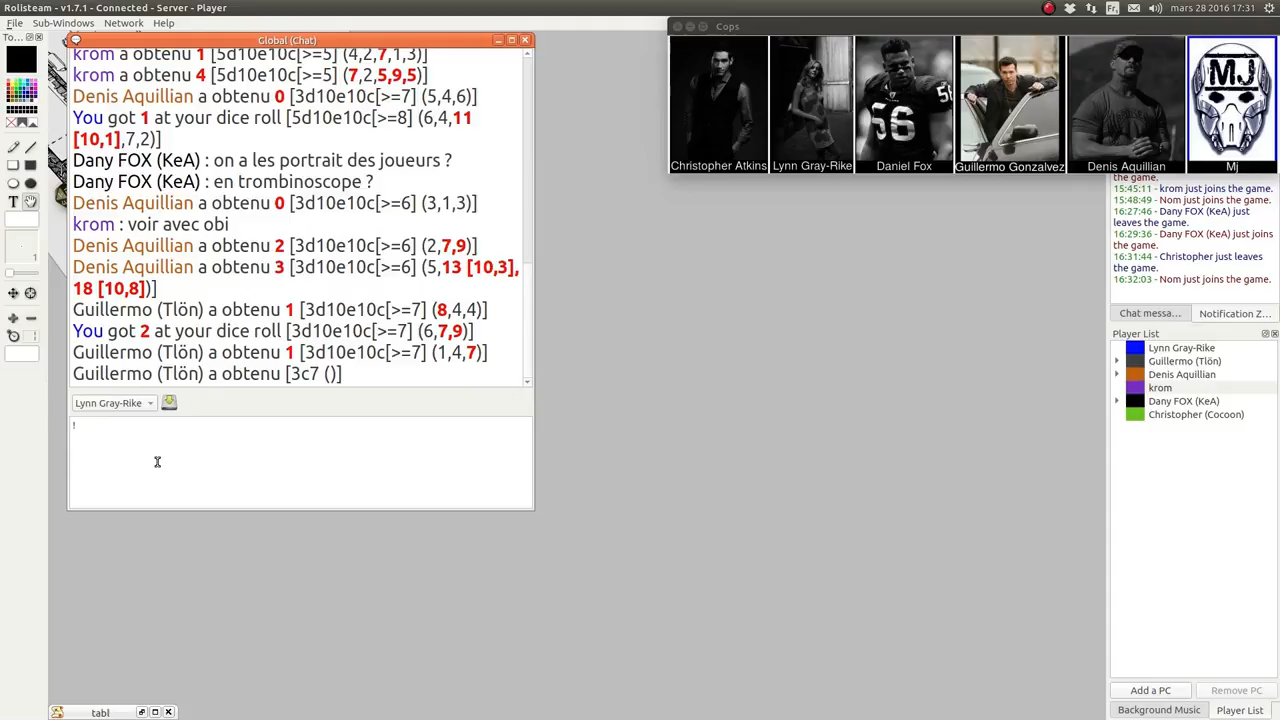 Rollisteam - v1.7.1 - Connected - Server - Player
Fr
mars 28 2016 17:31
File Sub-Windows Network Help
To...
Global (Chat)
krom a obtenu 1 [5d10e10c[>=5] (4,2,7,1,3)]
krom a obtenu 4 [5d10e10c[>=5] (7,2,5,9,5)]
Denis Aquillian a obtenu 0 [3d10e10c[>=7] (5,4,6)]
You got 1 at your dice roll [5d10e10c[>=8] (6,4,11
[10,1],7,2)]
Dany FOX (KeA) : on a les portrait des joueurs ?
Dany FOX (KeA) : en trombinoscope ?
Denis Aquillian a obtenu 0 [3d10e10c[>=6] (3,1,3)]
krom : voir avec obi
Denis Aquillian a obtenu 2 [3d10e10c[>=6] (2,7,9)]
Denis Aquillian a obtenu 3 [3d10e10c[>=6] (5,13 [10,3],
18 [10,8])]
Guillermo (Tlön) a obtenu 1 [3d10e10c[>=7] (8,4,4)]
You got 2 at your dice roll [3d10e10c[>=7] (6,7,9)]
Guillermo (Tlön) a obtenu 1 [3d10e10c[>=7] (1,4,7)]
Guillermo (Tlön) a obtenu [3c7 ()]
Lynn Gray-Rike
!
T
1
tabl
Cops
56
MJ
Christopher Atkins
Lynn Gray-Rike
Daniel Fox
Guillermo Gonzalvez
Denis Aquillian
Mj
the game.
15:45:11 - krom just joins the game.
15:48:49 - Nom just joins the game.
16:27:46 - Dany FOX (KeA) just
leaves the game.
16:29:36 - Dany FOX (KeA) just joins
the game.
16:31:44 - Christopher just leaves
the game.
16:32:03 - Nom just joins the game.
Chat messa... Notification Z...
Player List
Lynn Gray-Rike
Guillermo (Tlön)
Denis Aquillian
krom
Dany FOX (KeA)
Christopher (Cocoon)
Add a PC Remove PC
Background Music Player List